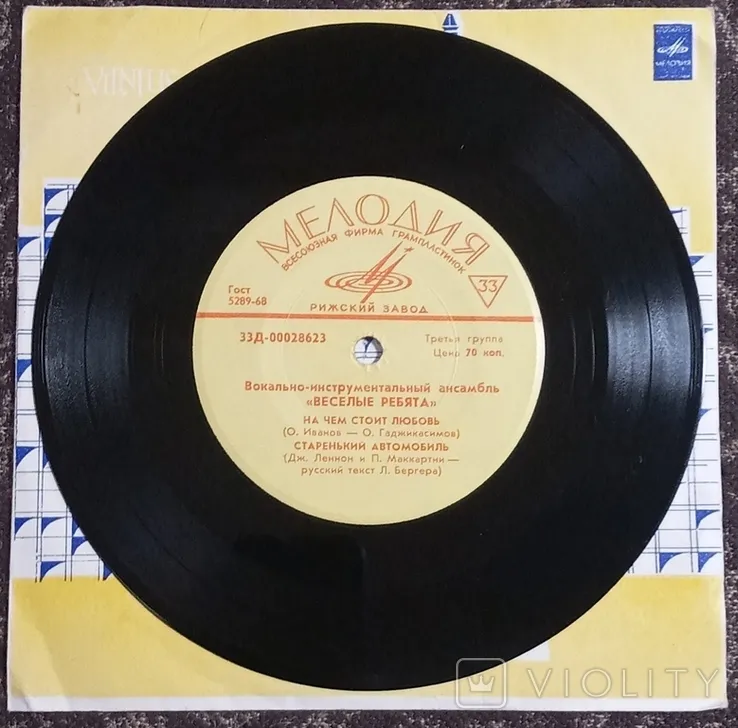 VILNIUS
МЕЛОДИЯ
МЕЛОДИЯ
ВСЕСОЮЗНАЯ ФИРМА ГРАМПЛАСТИНОК
Гост
5289-68
33
РИЖСКИЙ ЗАВОД
33Д-00028623
Третья группа
Цена 70 коп.
Вокально-инструментальный ансамбль
«ВЕСЕЛЫЕ РЕБЯТА»
НА ЧЕМ СТОИТ ЛЮБОВЬ
(О. Иванов — О. Гаджикасимов)
СТАРЕНЬКИЙ АВТОМОБИЛЬ
(Дж. Леннон и П. Маккартни —
русский текст Л. Бергера)
VIOLITY